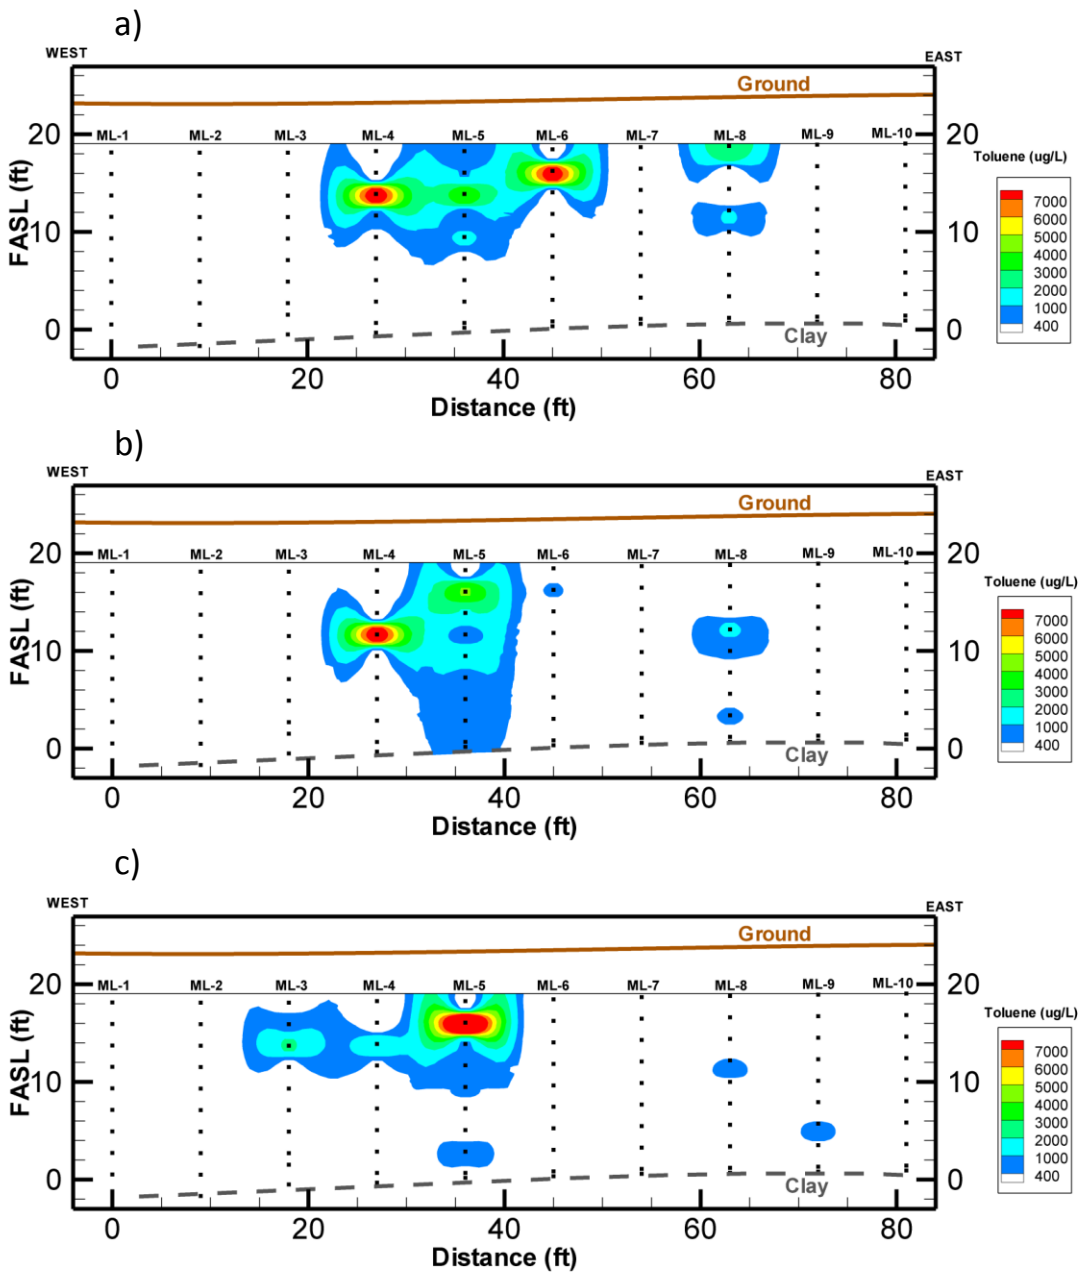 a)
WEST
EAST
Ground
20
ML-1 ML-2 ML-3 ML-4 ML-5 ML-6 ML-7 ML-8 ML-9 ML-10
20
Toluene (ug/L)
7000
6000
5000
4000
3000
2000
1000
400
FASL (ft)
10
10
0
0
Clay
0 20 40 60 80
Distance (ft)
b)
WEST
EAST
Ground
20
ML-1 ML-2 ML-3 ML-4 ML-5 ML-6 ML-7 ML-8 ML-9 ML-10
20
Toluene (ug/L)
7000
6000
5000
4000
3000
2000
1000
400
FASL (ft)
10
10
0
0
Clay
0 20 40 60 80
Distance (ft)
c)
WEST
EAST
Ground
20
ML-1 ML-2 ML-3 ML-4 ML-5 ML-6 ML-7 ML-8 ML-9 ML-10
20
Toluene (ug/L)
7000
6000
5000
4000
3000
2000
1000
400
FASL (ft)
10
10
0
0
Clay
0 20 40 60 80
Distance (ft)